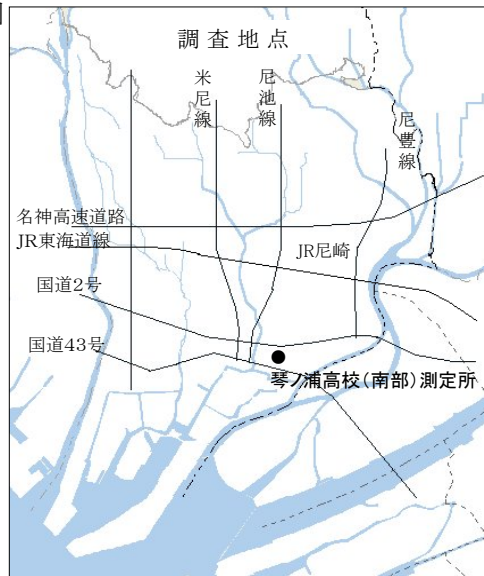 調査地点
米尼線
尼池線
尼豊線
名神高速道路
JR東海道線
JR尼崎
国道2号
国道43号
琴ノ浦高校(南部)測定所